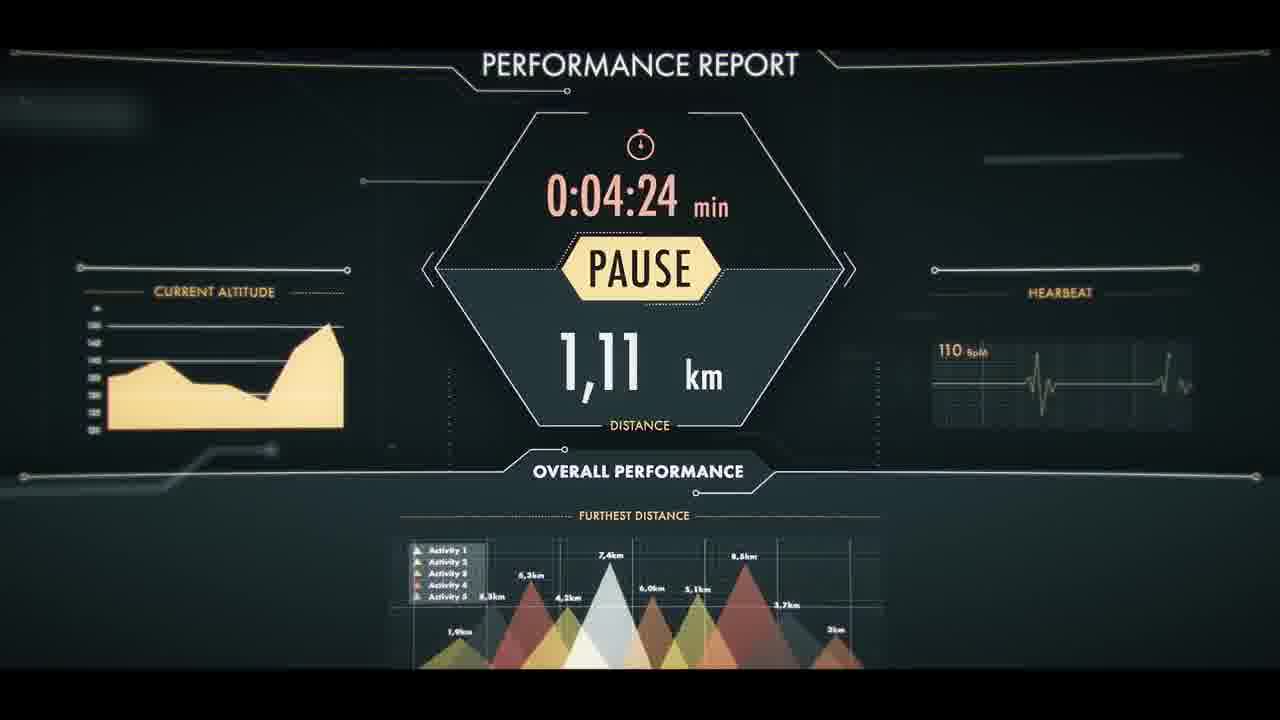 PERFORMANCE REPORT
0:04:24 min
PAUSE
1,11 km
DISTANCE
CURRENT ALTITUDE
HEARBEAT
110 BpM
OVERALL PERFORMANCE
FURTHEST DISTANCE
Activity 1
Activity 2
Activity 3
Activity 4
Activity 5
1,9km
5,3km
4,2km
7,4km
6,0km
5,1km
8,5km
3,7km
3km